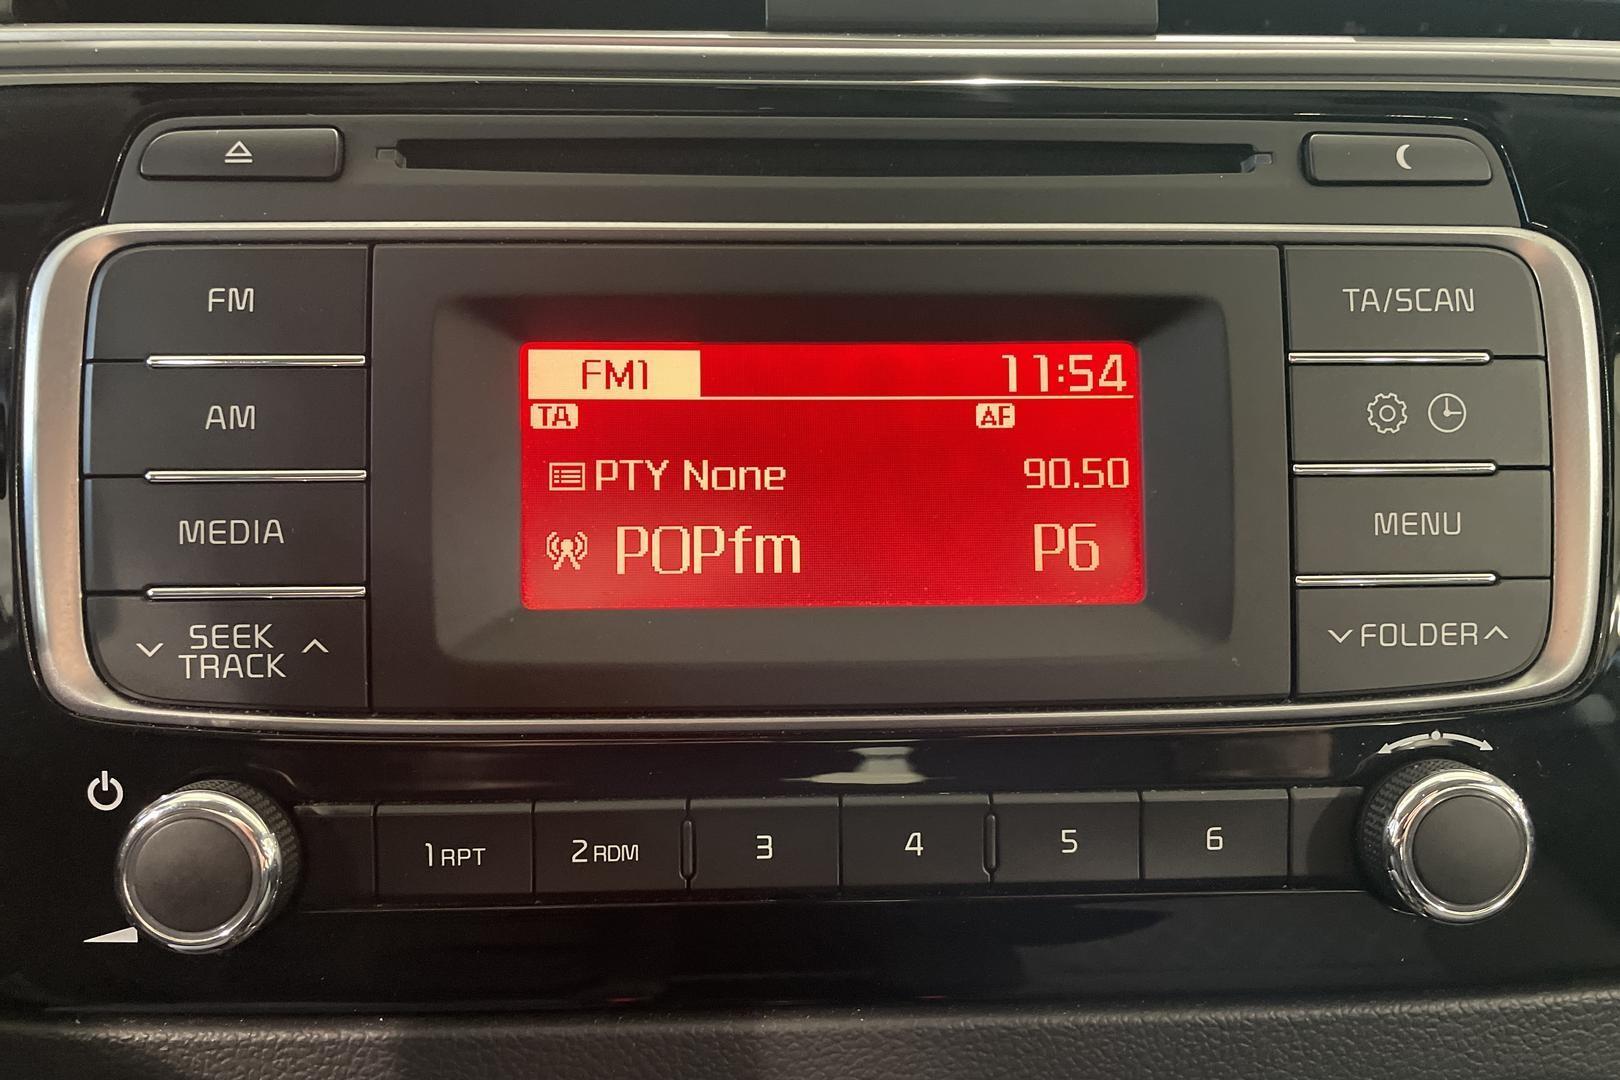 FM
AM
MEDIA
SEEK
TRACK
FM1 11:54
TA AF
PTY None 90.50
POPfm P6
TA/SCAN
MENU
FOLDER
1 RPT 2 RDM 3 4 5 6